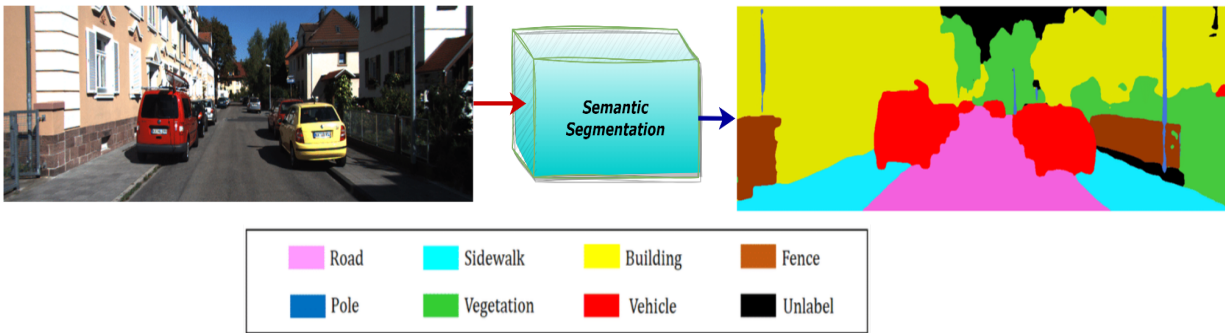 Semantic
Segmentation
Road
Sidewalk
Building
Fence
Pole
Vegetation
Vehicle
Unlabel